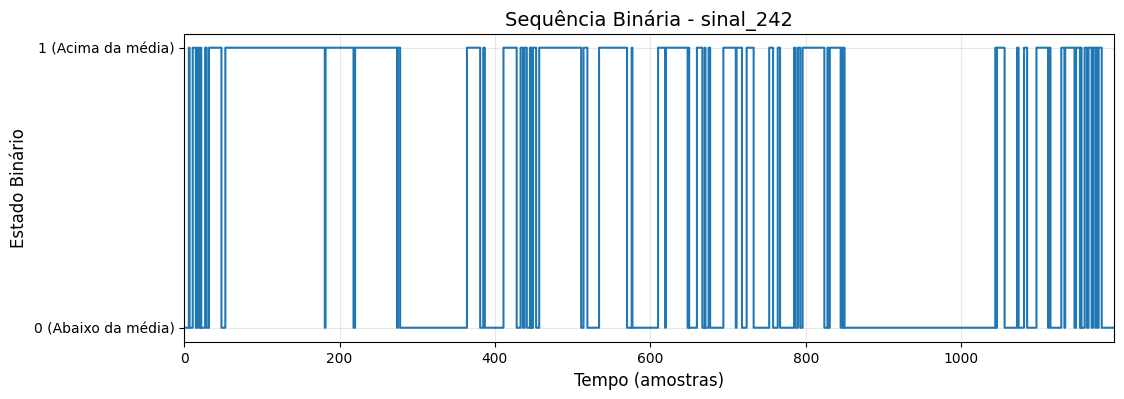 Sequência Binária - sinal_242
1 (Acima da média)
Estado Binário
0 (Abaixo da média)
0 200 400 600 800 1000
Tempo (amostras)